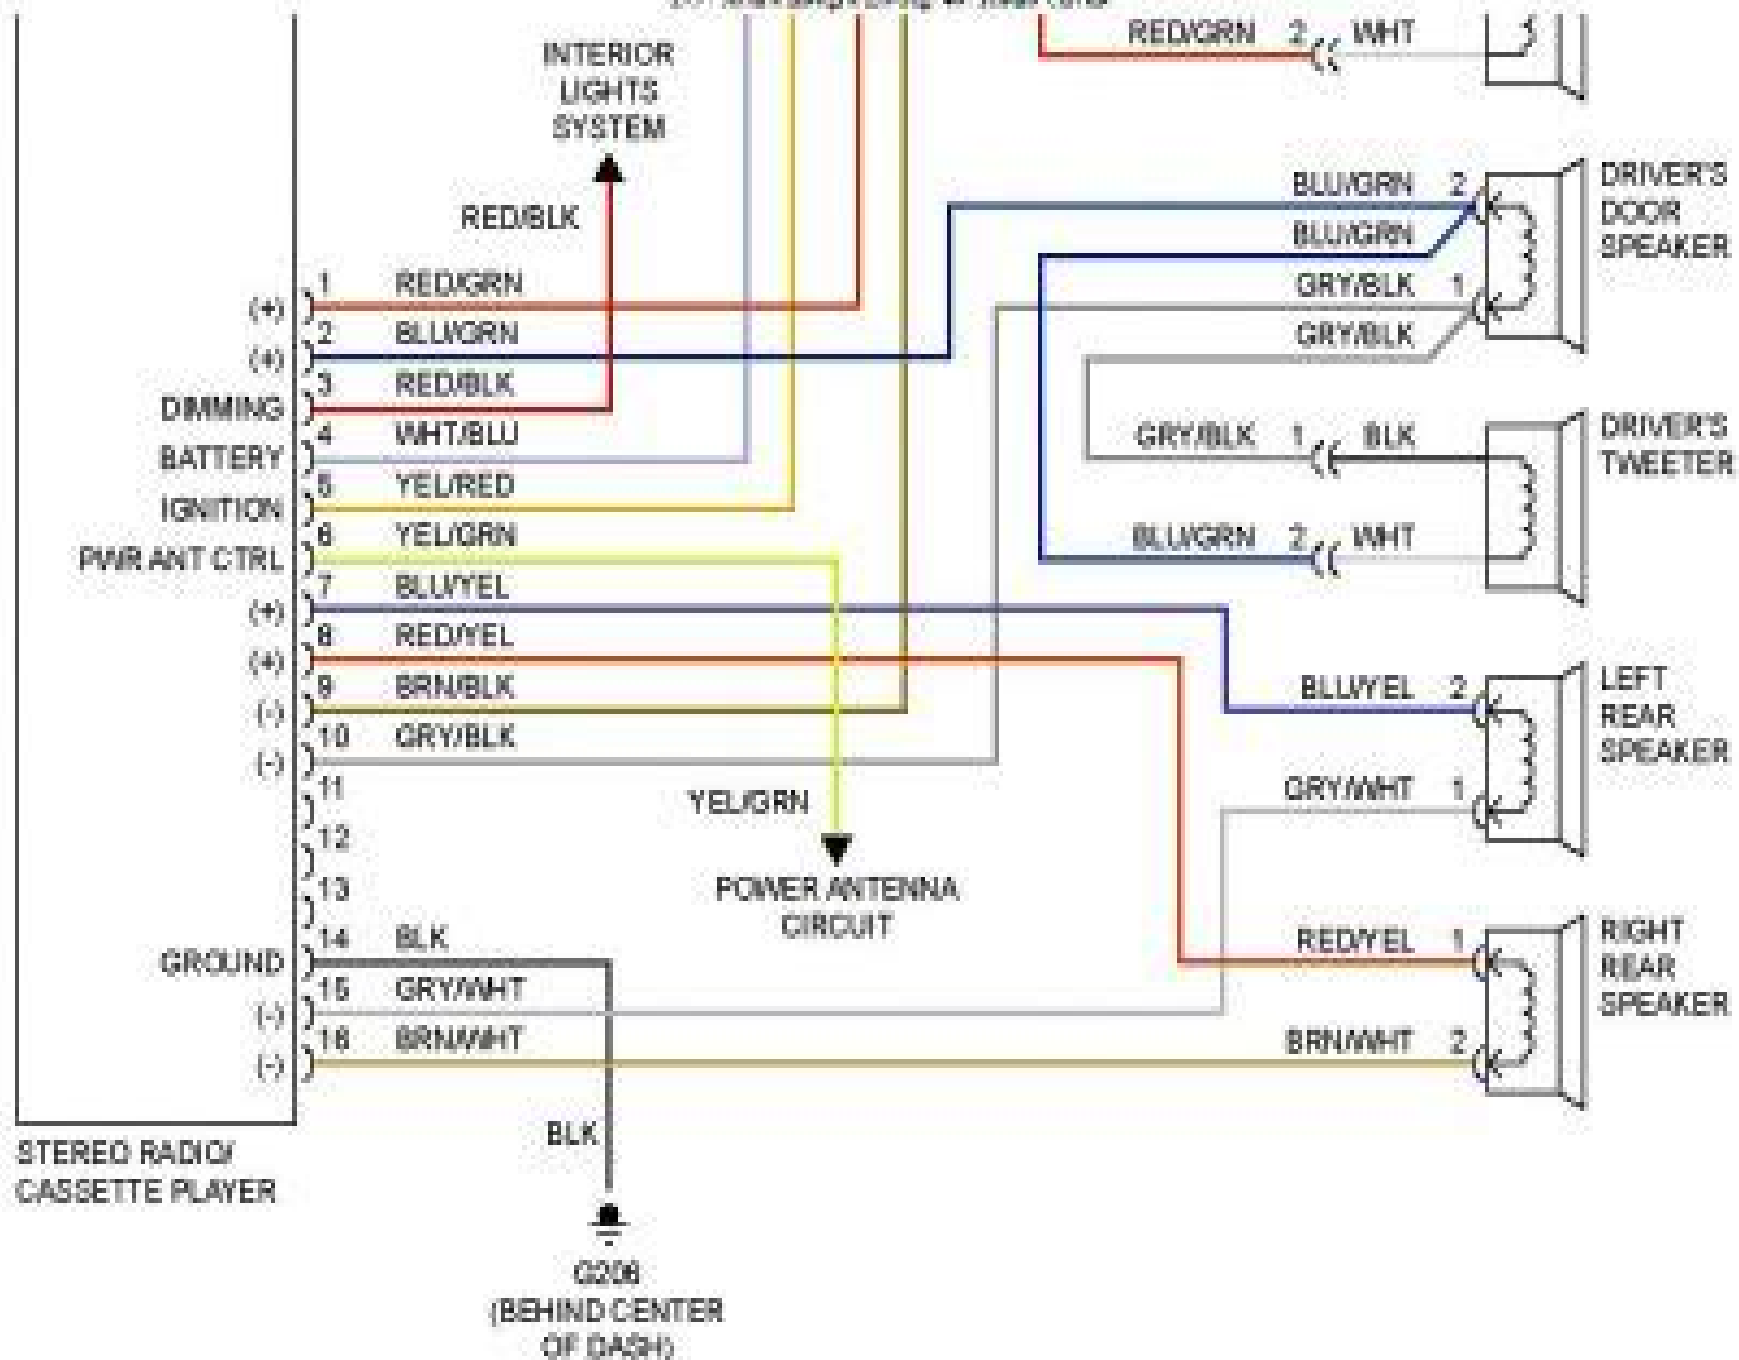 RED/GRN 2 WHT
INTERIOR
LIGHTS
SYSTEM
RED/BLK
BLU/GRN 2
BLU/GRN
GRY/BLK 1
GRY/BLK
DRIVER'S
DOOR
SPEAKER
1 RED/GRN
(+)
2 BLU/GRN
(+)
3 RED/BLK
DIMMING
4 WHT/BLU
BATTERY
5 YEL/RED
IGNITION
6 YEL/GRN
PWR ANT CTRL
7 BLU/YEL
(+)
8 RED/YEL
(+)
9 BRN/BLK
(-)
10 GRY/BLK
(-)
11
12
13
14 BLK
GROUND
15 GRY/WHT
(-)
16 BRN/WHT
(-)
GRY/BLK 1 BLK
BLU/GRN 2 WHT
DRIVER'S
TWEETER
BLU/YEL 2
GRY/WHT 1
LEFT
REAR
SPEAKER
YEL/GRN
POWER ANTENNA
CIRCUIT
RED/YEL 1
BRN/WHT 2
RIGHT
REAR
SPEAKER
BLK
STEREO RADIO/
CASSETTE PLAYER
G206
(BEHIND CENTER
OF DASH)